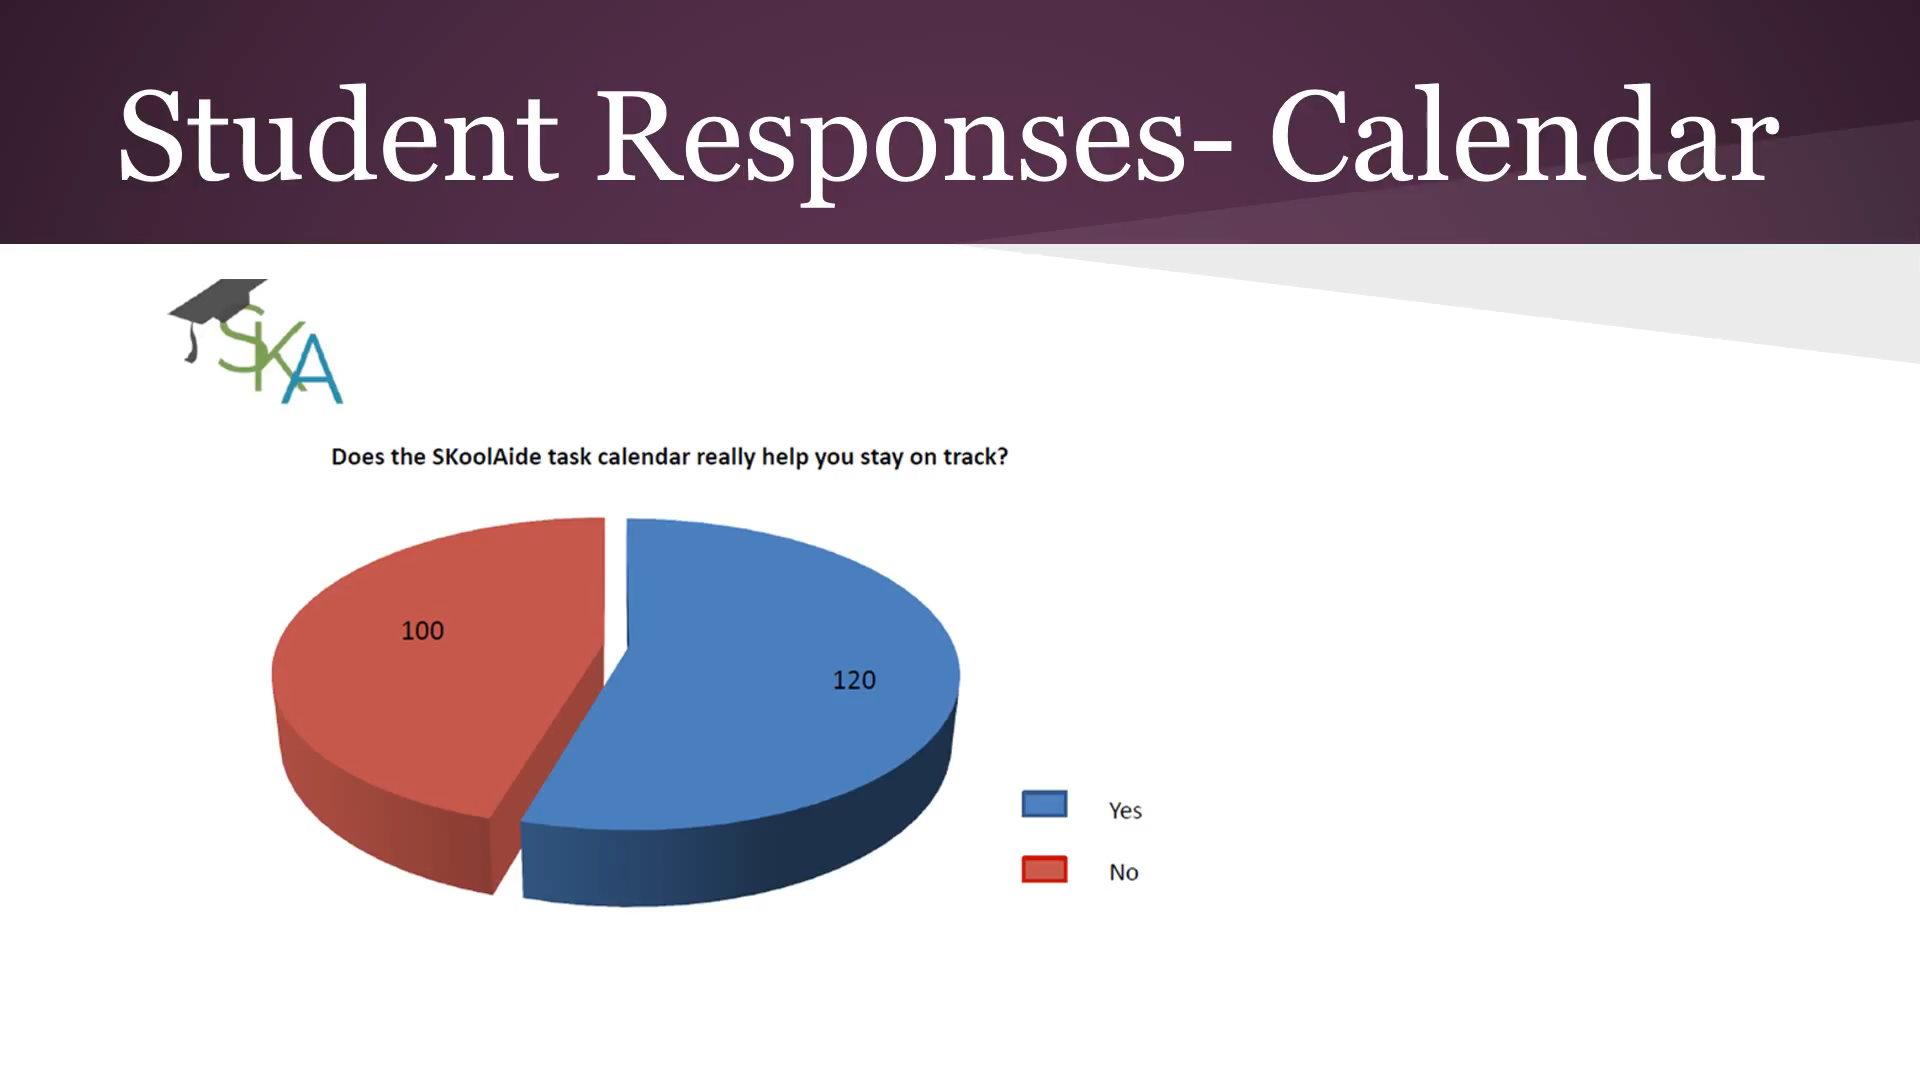 Student Responses- Calendar
SKA
Does the SKoolAide task calendar really help you stay on track?
100
120
Yes
No